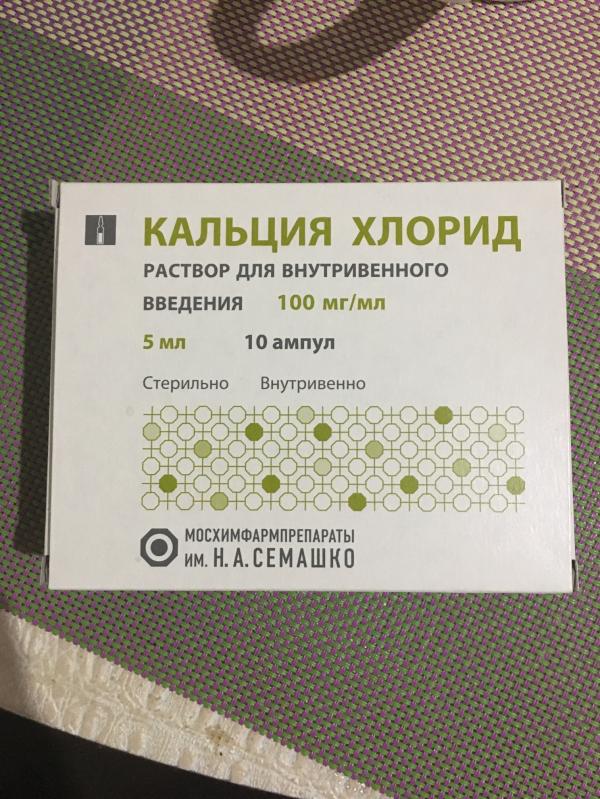 КАЛЬЦИЯ ХЛОРИД
РАСТВОР ДЛЯ ВНУТРИВЕННОГО
ВВЕДЕНИЯ 100 мг/мл
5 мл 10 ампул
Стерильно Внутривенно
МОСХИМФАРМПРЕПАРАТЫ
ИМ. Н.А.СЕМАШКО